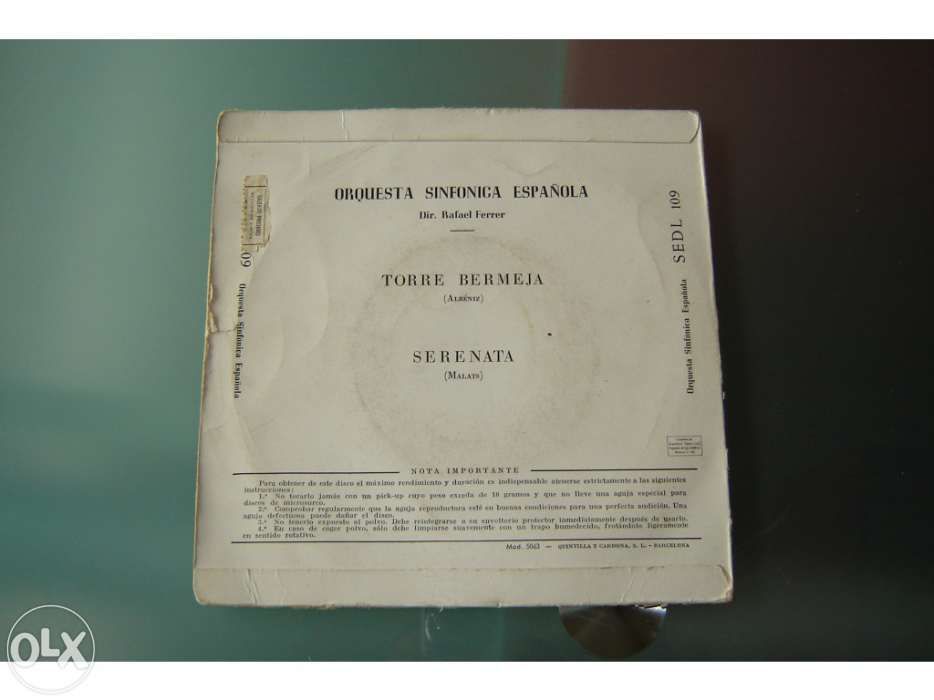 ORQUESTA SINFONICA ESPAÑOLA
Dir. Rafael Ferrer
TORRE BERMEJA
(ALBÉNIZ)
SERENATA
(MALATS)
09
Orquesta Sinfonica Española
SEDL 109
Orquesta Sinfonica Española
NOTA IMPORTANTE
Para obtener de este disco el máximo rendimiento y duración es indispensable atenerse estrictamente a las siguientes
instrucciones:
1.ª No tocarlo jamás con un pick-up cuyo peso exceda de 10 gramos y que no lleve una aguja especial para
discos de microsurco.
2.ª Comprobar regularmente que la aguja reproductora esté en buenas condiciones para una perfecta audición. Una
aguja defectuosa puede dañar el disco.
3.ª No tenerlo expuesto al polvo. Debe reintegrarse a su envoltorio protector inmediatamente después de usarlo.
4.ª En caso de coger polvo, sólo debe limpiarse suavemente con un trapo humedecido, frotándolo ligeramente
en sentido rotativo.
Mod. 5063 — QUINTILLA Y CARDONA, S. L. – BARCELONA
OLX